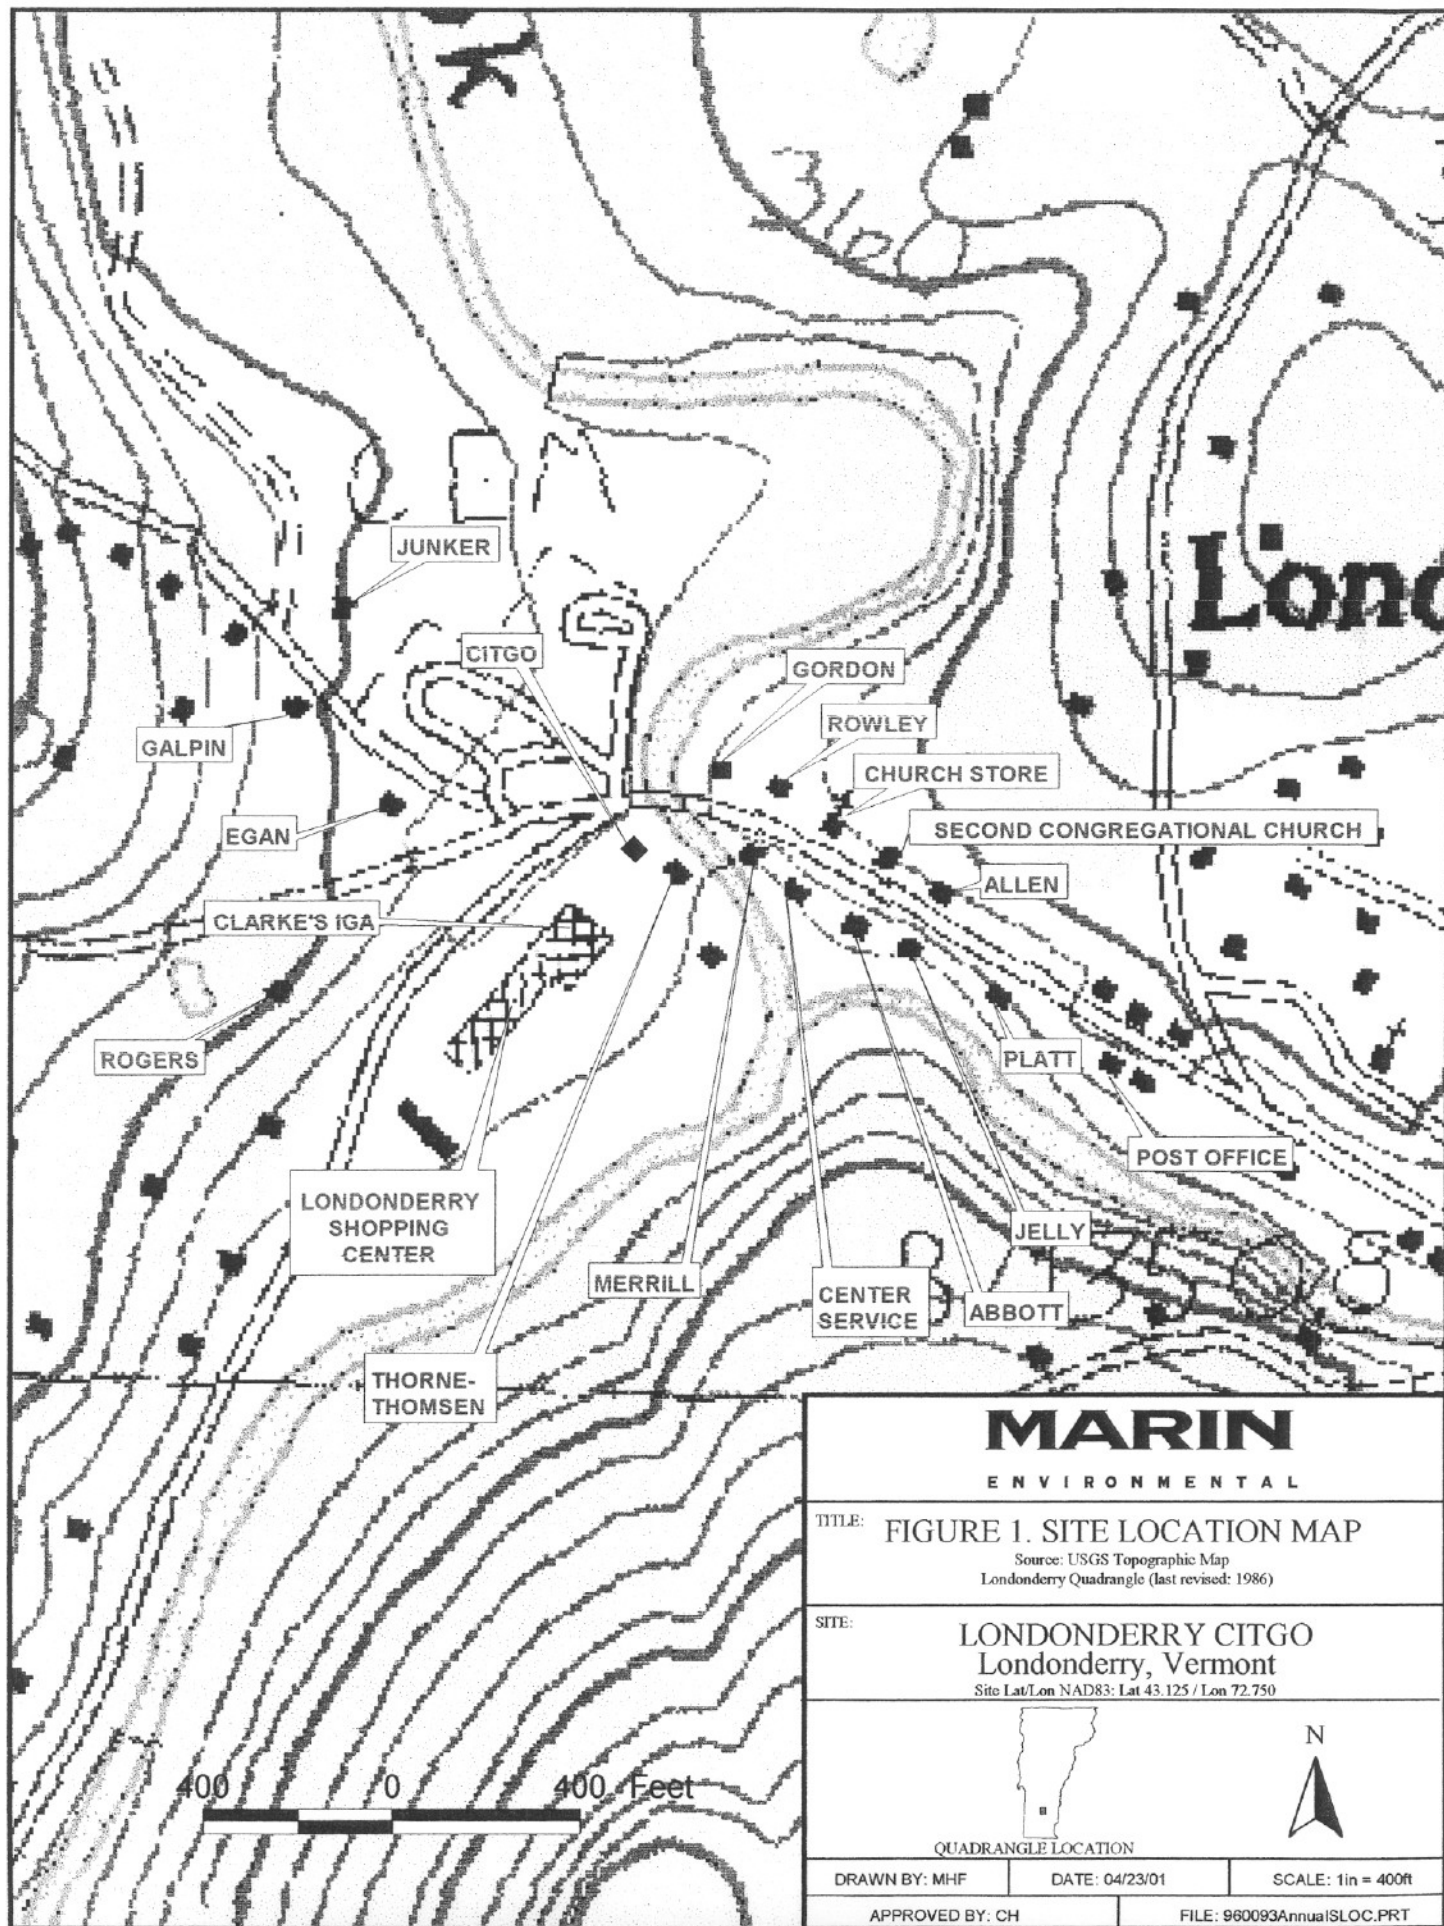 k
Mlp
JUNKER
CITGO
GORDON
Lond
GALPIN
ROWLEY
CHURCH STORE
EGAN
SECOND CONGREGATIONAL CHURCH
ALLEN
CLARKE'S IGA
ROGERS
PLATT
POST OFFICE
LONDONDERRY
SHOPPING
CENTER
JELLY
MERRILL
CENTER
SERVICE
ABBOTT
THORNE-
THOMSEN
400 0 400 Feet
MARIN
ENVIRONMENTAL
TITLE: FIGURE 1. SITE LOCATION MAP
Source: USGS Topographic Map
Londonderry Quadrangle (last revised: 1986)
SITE: LONDONDERRY CITGO
Londonderry, Vermont
Site Lat/Lon NAD83: Lat 43.125 / Lon 72.750
N
QUADRANGLE LOCATION
DRAWN BY: MHF DATE: 04/23/01 SCALE: 1in = 400ft
APPROVED BY: CH FILE: 960093AnnualSLOC.PRT